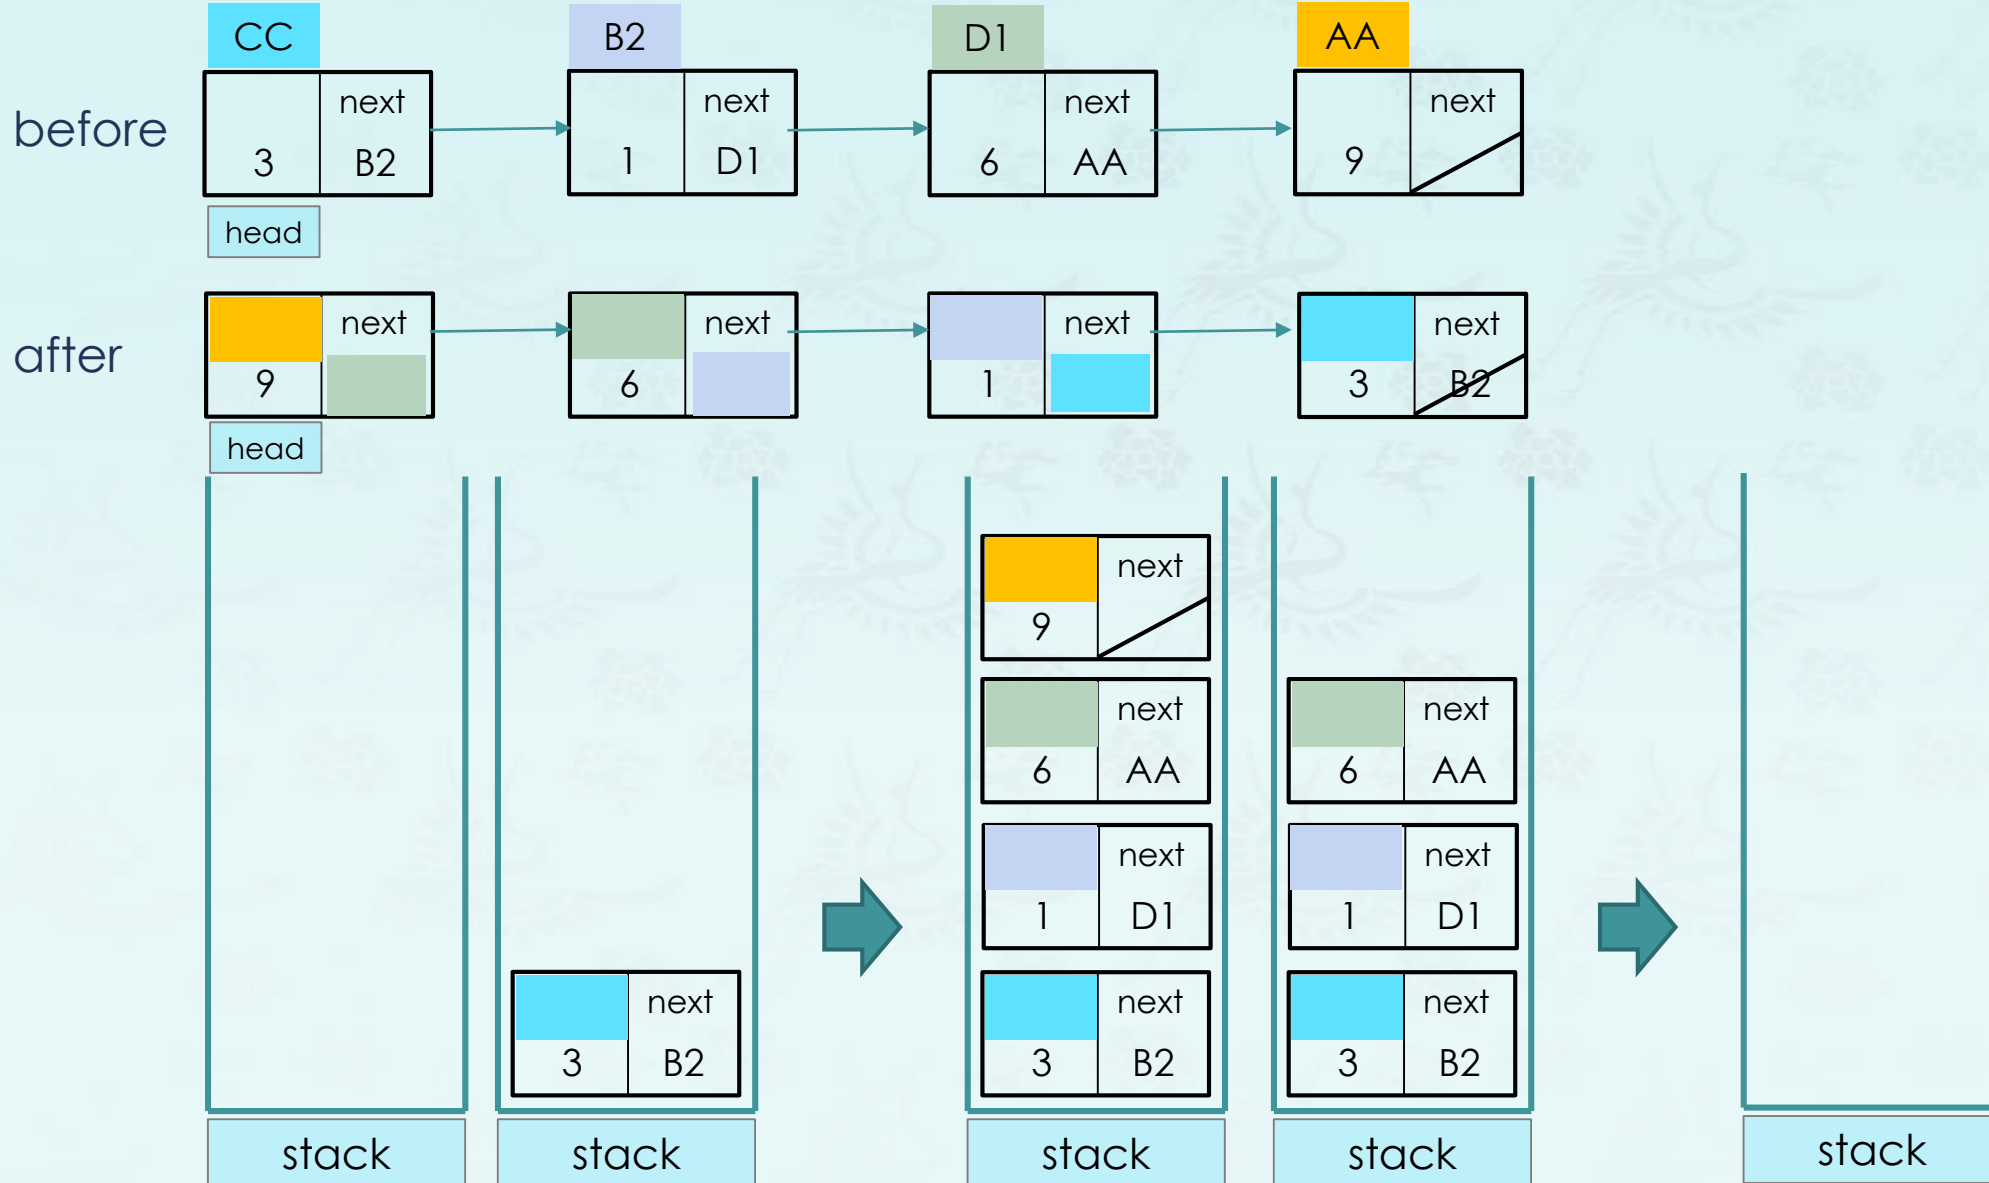 CC B2 D1 AA
before
next next next next
3 B2 1 D1 6 AA 9
head
after
next next next next
9 6 1 3 B2
head
next
9
next next
6 AA 6 AA
next next
1 D1 1 D1
next next next
3 B2 3 B2 3 B2
stack stack stack stack stack